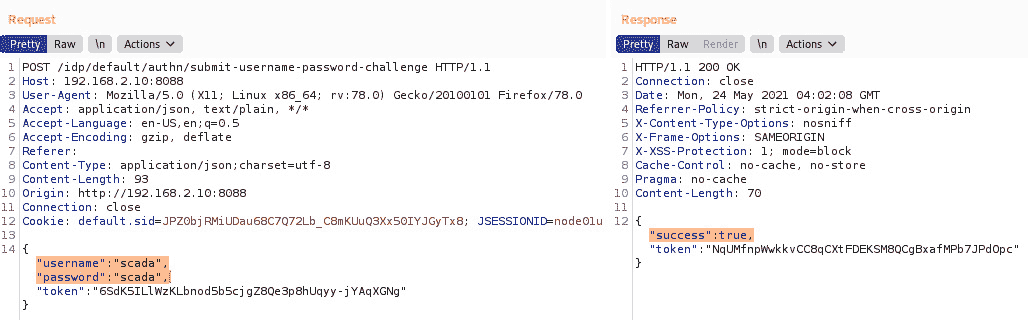 Request
Pretty Raw \n Actions
1 POST /idp/default/authn/submit-username-password-challenge HTTP/1.1
2 Host: 192.168.2.10:8088
3 User-Agent: Mozilla/5.0 (X11; Linux x86_64; rv:78.0) Gecko/20100101 Firefox/78.0
4 Accept: application/json, text/plain, */*
5 Accept-Language: en-US,en;q=0.5
6 Accept-Encoding: gzip, deflate
7 Referer:
8 Content-Type: application/json;charset=utf-8
9 Content-Length: 93
10 Origin: http://192.168.2.10:8088
11 Connection: close
12 Cookie: default.sid=JPZ0bjRMiUDau68C7Q72Lb_C8mKUuQ3Xx50IYJGyTx8; JSESSIONID=node01u
13
14 {
"username":"scada",
"password":"scada",
"token":"6SdK5ILlWzKLbnod5b5cjgZ8Qe3p8hUqyy-jYAqXGNg"
}
Response
Pretty Raw Render \n Actions
1 HTTP/1.1 200 OK
2 Connection: close
3 Date: Mon, 24 May 2021 04:02:08 GMT
4 Referrer-Policy: strict-origin-when-cross-origin
5 X-Content-Type-Options: nosniff
6 X-Frame-Options: SAMEORIGIN
7 X-XSS-Protection: 1; mode=block
8 Cache-Control: no-cache, no-store
9 Pragma: no-cache
10 Content-Length: 70
11
12 {
"success":true,
"token":"NqUMfnpWwkkvCC8qCXtFDEKSM8QCgBxafMPb7JPdOpc"
}